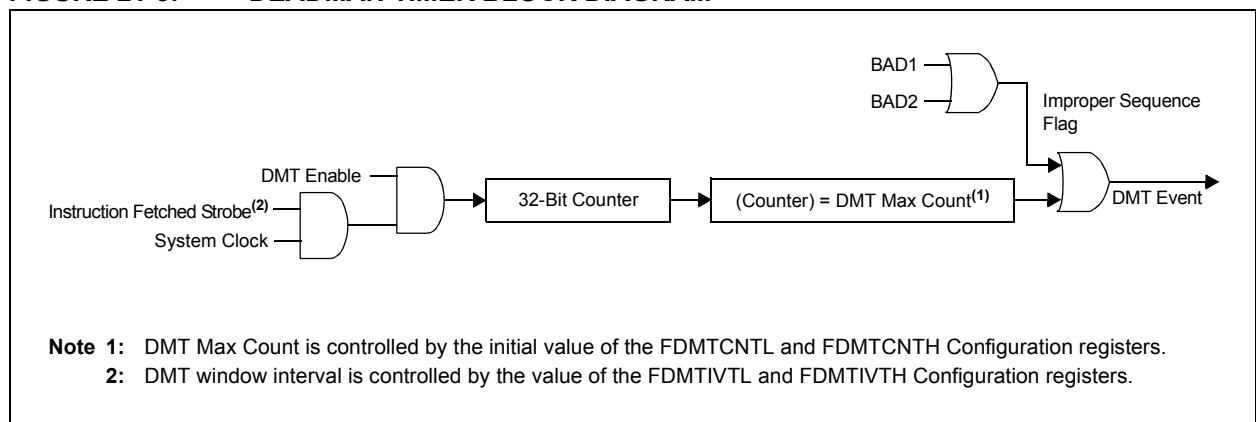 BAD1
BAD2
Improper Sequence
Flag
DMT Enable
Instruction Fetched Strobe(2)
System Clock
32-Bit Counter
(Counter) = DMT Max Count(1)
DMT Event
Note 1: DMT Max Count is controlled by the initial value of the FDMTCNTL and FDMTCNTH Configuration registers.
2: DMT window interval is controlled by the value of the FDMTIVTL and FDMTIVTH Configuration registers.